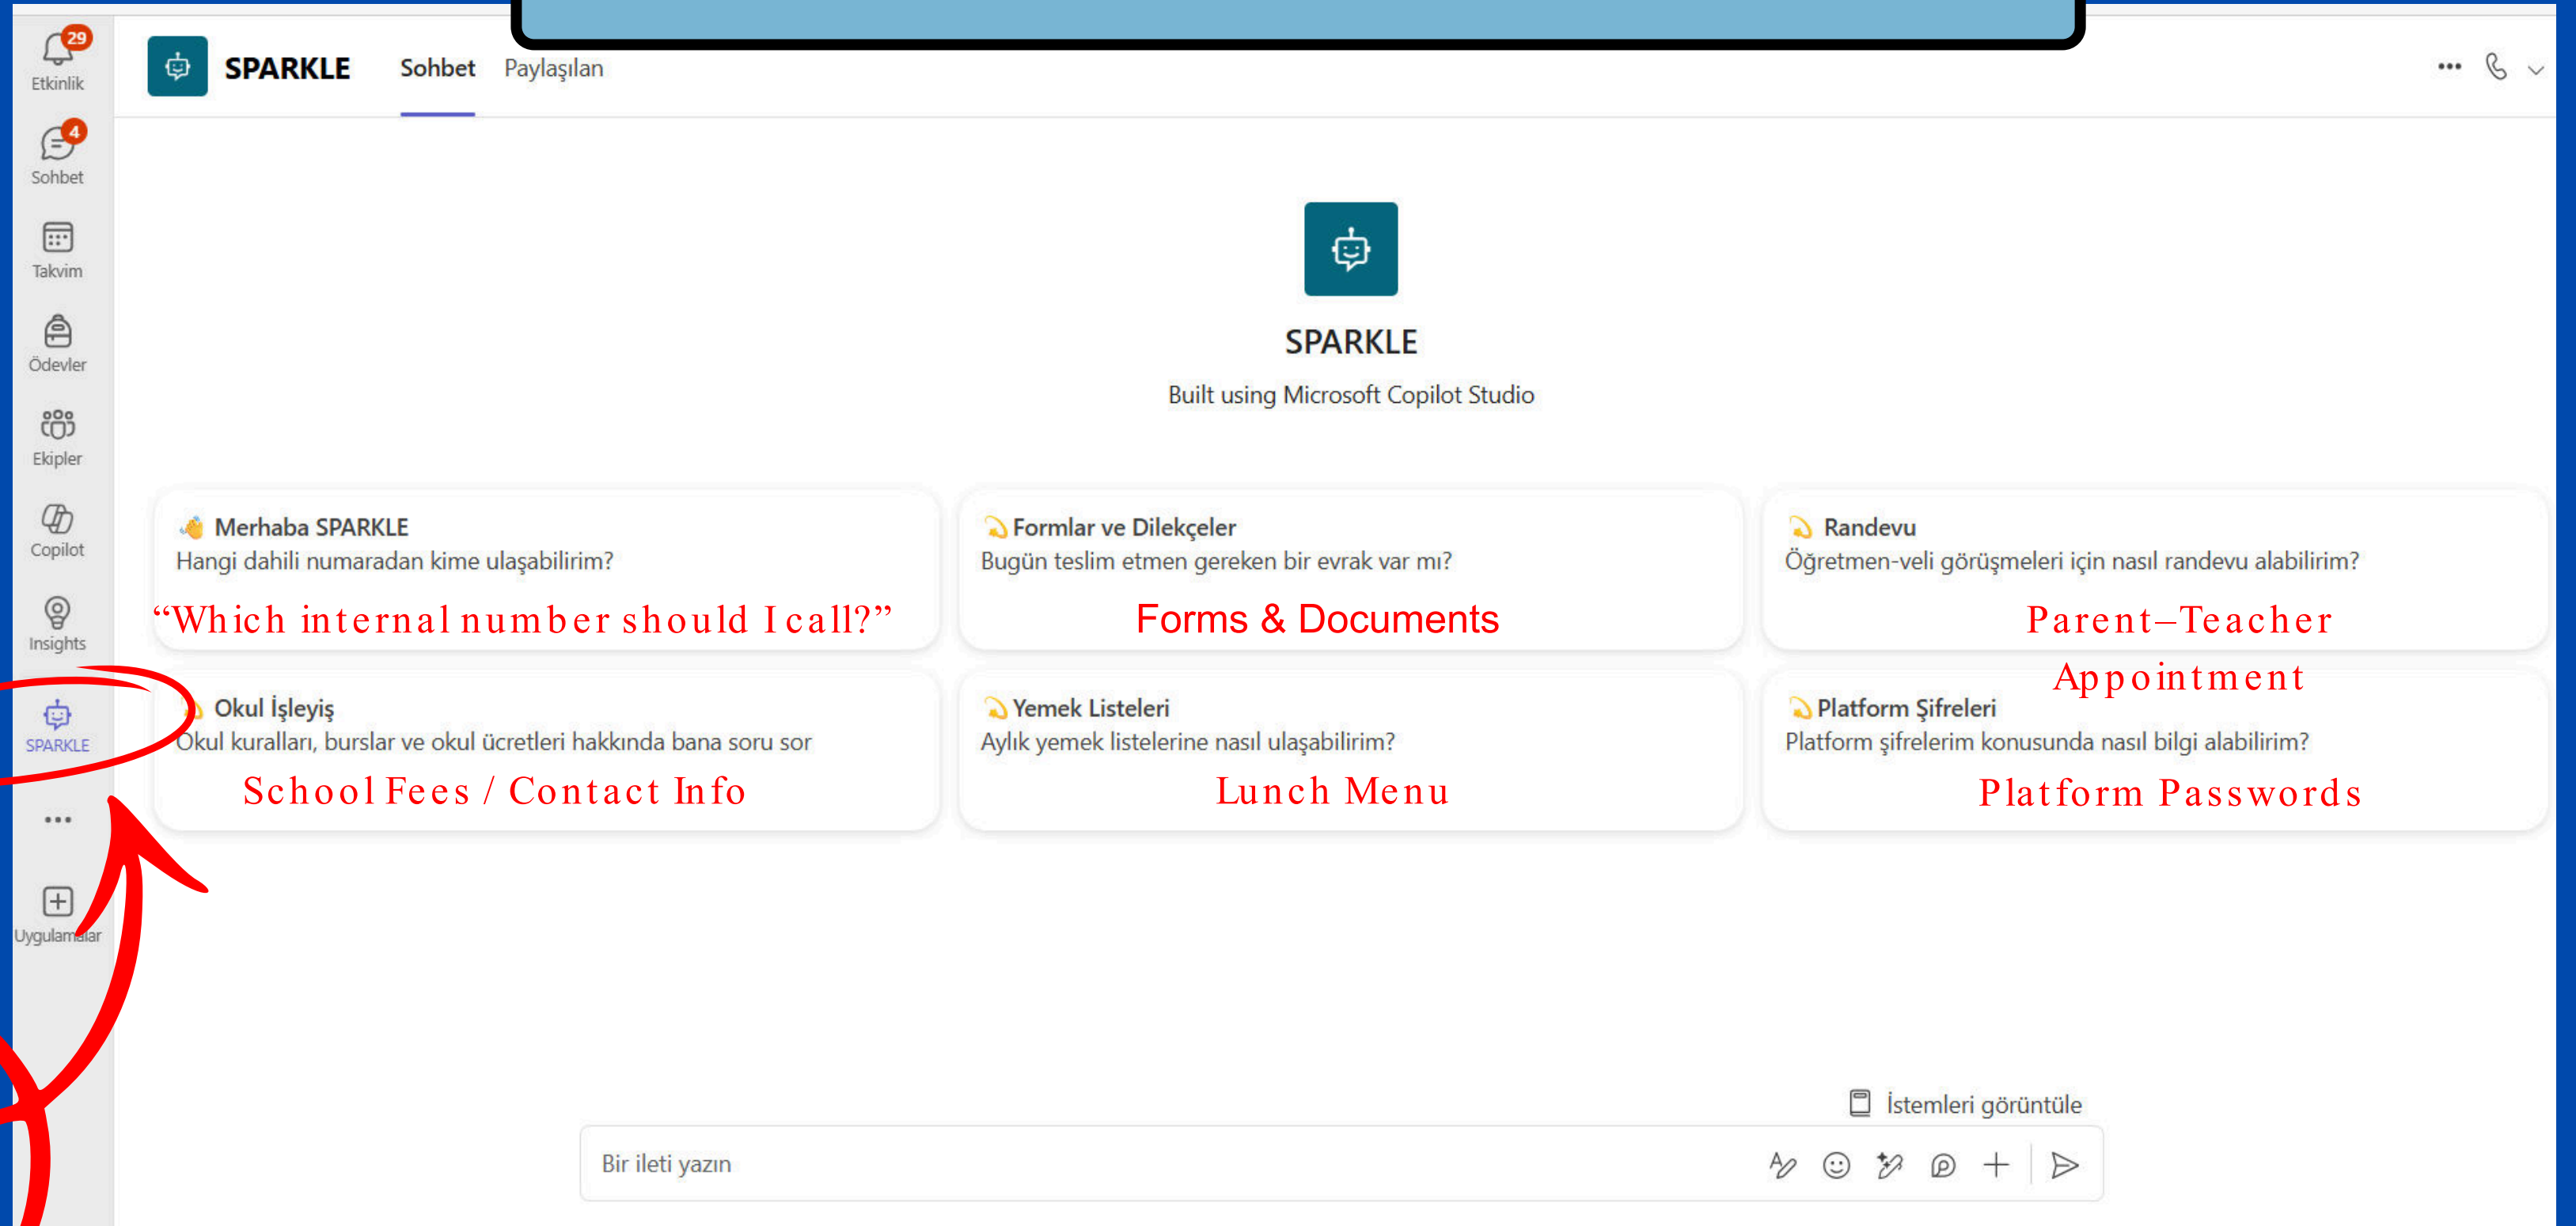 29
Etkinlik
4
Sohbet
Takvim
Ödevler
Ekipler
Copilot
Insights
SPARKLE
Uygulamalar
SPARKLE Sohbet Paylaşılan
SPARKLE
Built using Microsoft Copilot Studio
Merhaba SPARKLE
Hangi dahili numaradan kime ulaşabilirim?
“Which internal number should I call?”
Formlar ve Dilekçeler
Bugün teslim etmen gereken bir evrak var mı?
Forms & Documents
Randevu
Öğretmen-veli görüşmeleri için nasıl randevu alabilirim?
Parent–Teacher
Appointment
Okul İşleyiş
Okul kuralları, burslar ve okul ücretleri hakkında bana soru sor
School Fees / Contact Info
Yemek Listeleri
Aylık yemek listelerine nasıl ulaşabilirim?
Lunch Menu
Platform Şifreleri
Platform şifrelerim konusunda nasıl bilgi alabilirim?
Platform Passwords
İstemleri görüntüle
Bir ileti yazın